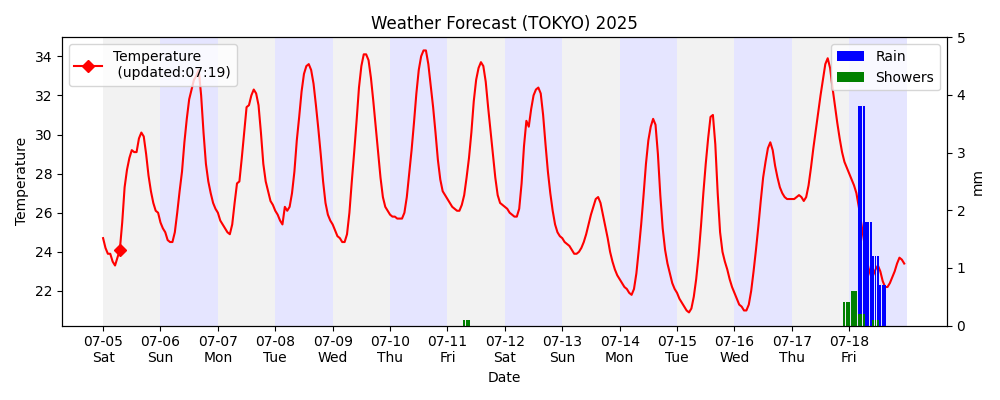 Weather Forecast (TOKYO) 2025
Temperature
(updated:07:19)
Rain
Showers
Temperature
34
32
30
28
26
24
22
5
4
3
2
1
0
mm
07-05 07-06 07-07 07-08 07-09 07-10 07-11 07-12 07-13 07-14 07-15 07-16 07-17 07-18
Sat Sun Mon Tue Wed Thu Fri Sat Sun Mon Tue Wed Thu Fri
Date